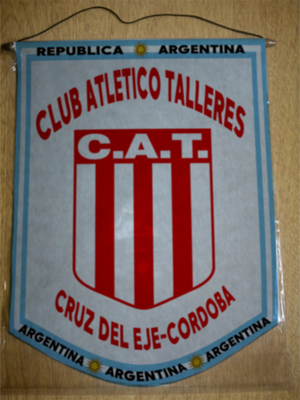 REPUBLICA ARGENTINA
CLUB ATLETICO TALLERES
C.A.T.
CRUZ DEL EJE-CORDOBA
ARGENTINA ARGENTINA ARGENTINA